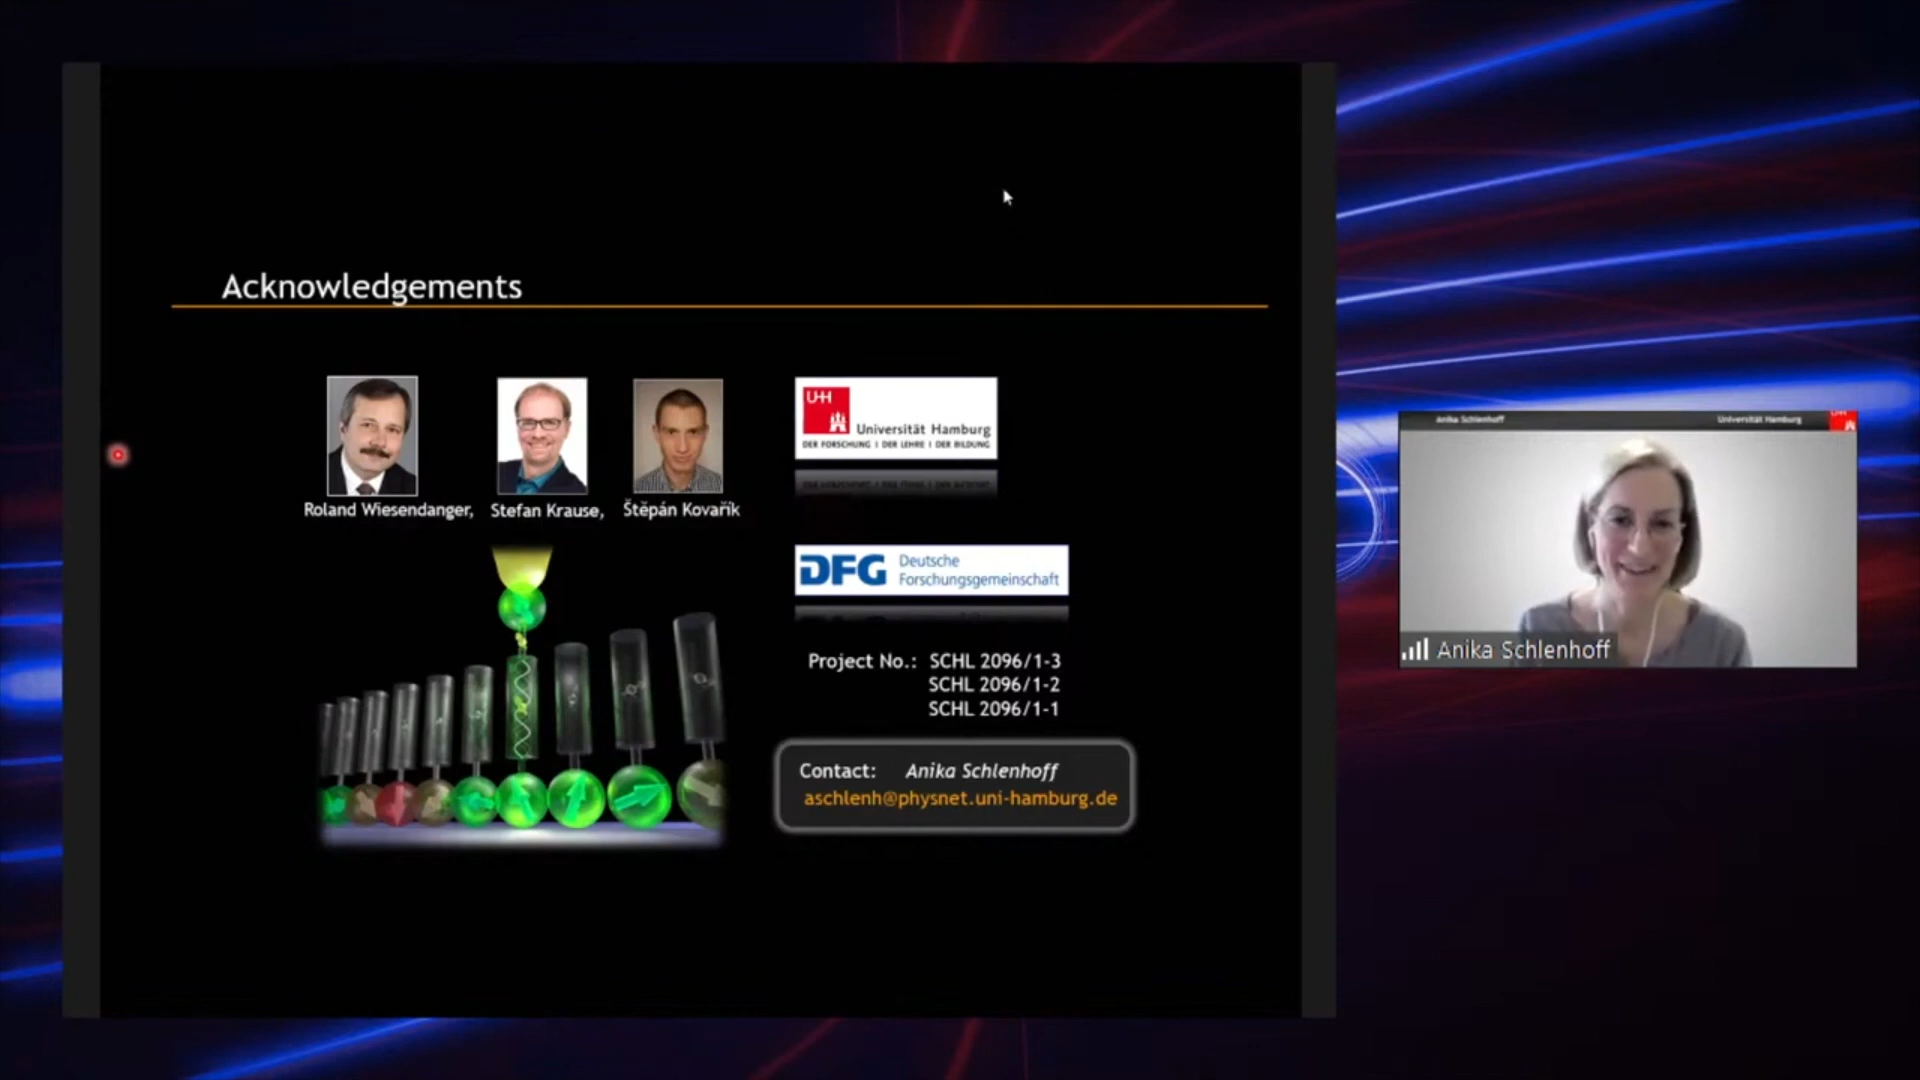 Acknowledgements
Roland Wiesendanger, Stefan Krause, Štěpán Kovařík
UHH
Universität Hamburg
DER FORSCHUNG | DER LEHRE | DER BILDUNG
DFG Deutsche
Forschungsgemeinschaft
Project No.: SCHL 2096/1-3
SCHL 2096/1-2
SCHL 2096/1-1
Contact: Anika Schlenhoff
aschlenh@physnet.uni-hamburg.de
Anika Schlenhoff Universität Hamburg
Anika Schlenhoff